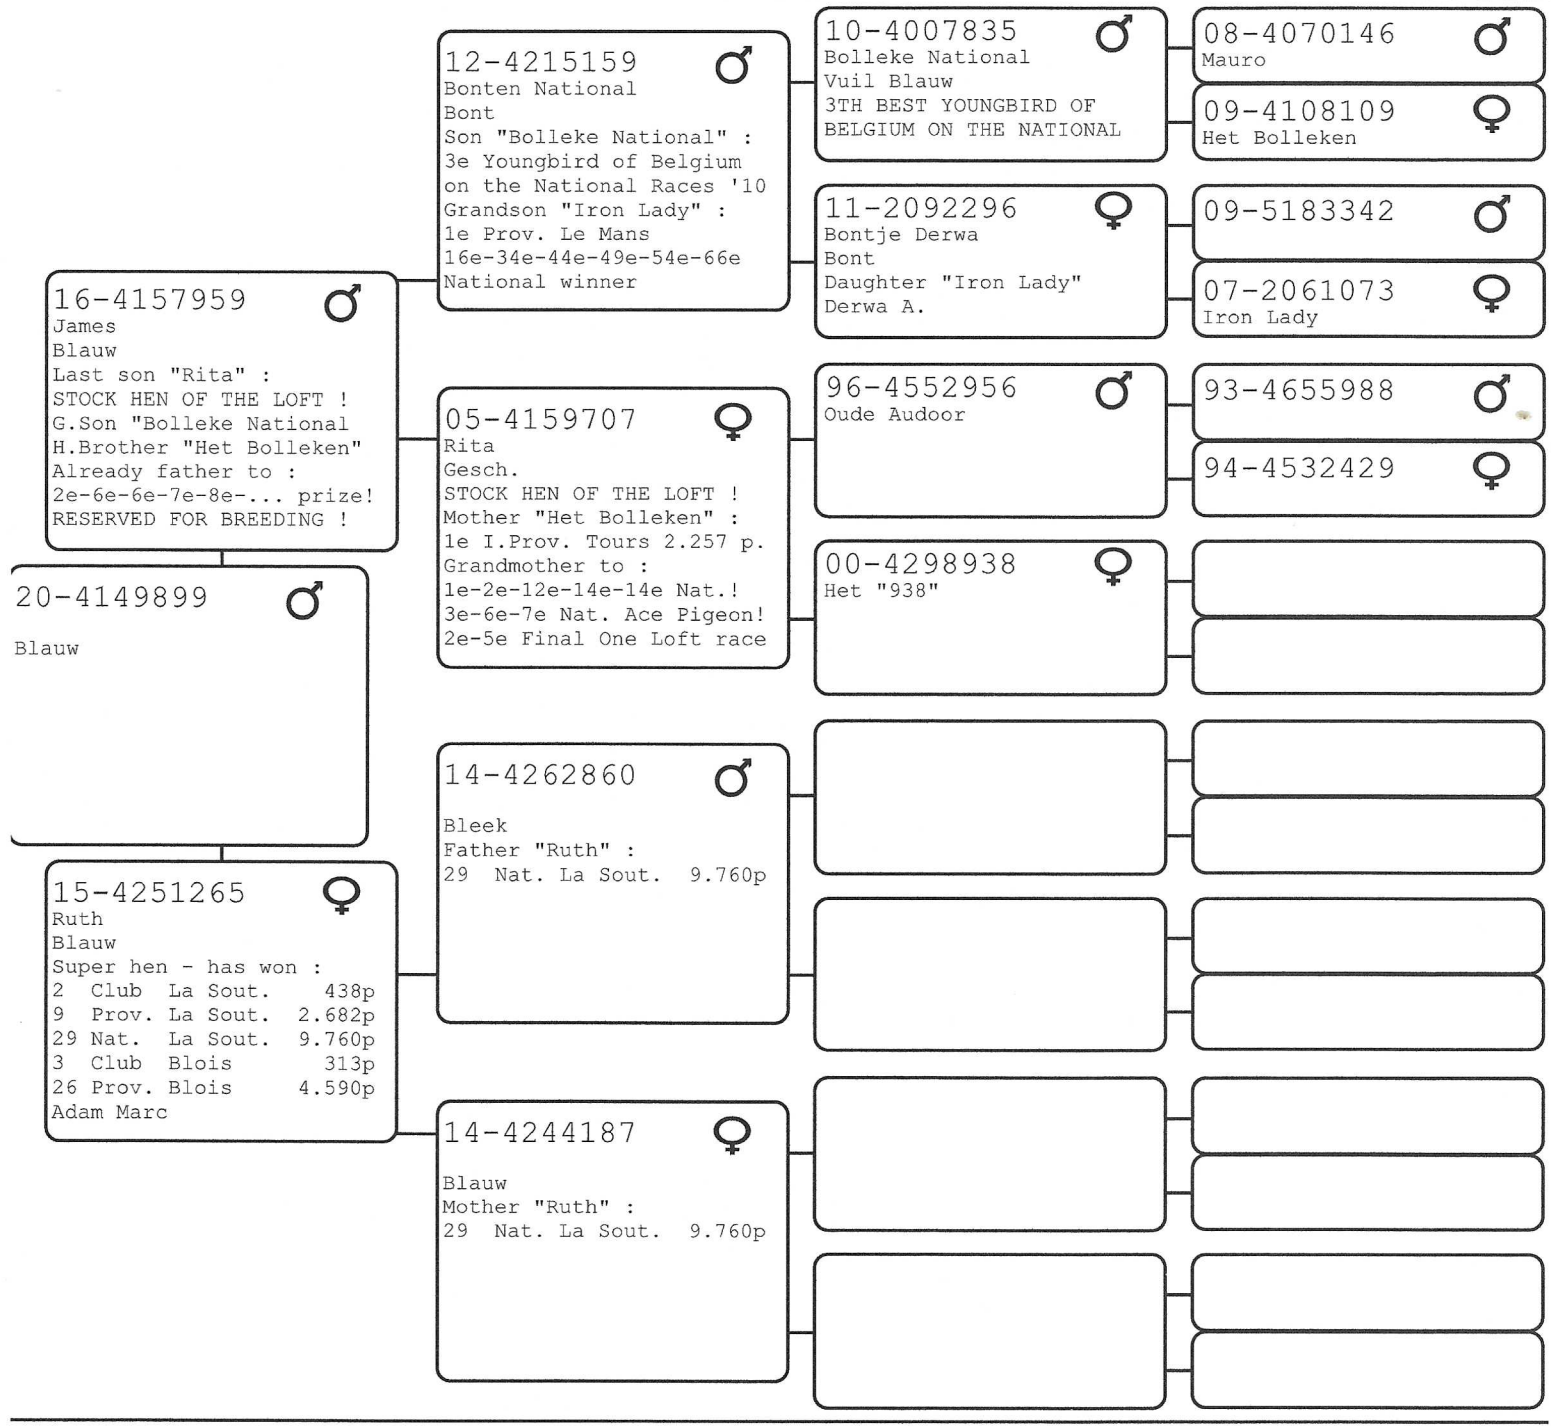 20-4149899
Blauw
16-4157959
James
Blauw
Last son "Rita" :
STOCK HEN OF THE LOFT !
G.Son "Bolleke National
H.Brother "Het Bolleken"
Already father to :
2e-6e-6e-7e-8e-... prize!
RESERVED FOR BREEDING !
15-4251265
Ruth
Blauw
Super hen - has won :
2 Club La Sout. 438p
9 Prov. La Sout. 2.682p
29 Nat. La Sout. 9.760p
3 Club Blois 313p
26 Prov. Blois 4.590p
Adam Marc
12-4215159
Bonten National
Bont
Son "Bolleke National" :
3e Youngbird of Belgium
on the National Races '10
Grandson "Iron Lady" :
1e Prov. Le Mans
16e-34e-44e-49e-54e-66e
National winner
05-4159707
Rita
Gesch.
STOCK HEN OF THE LOFT !
Mother "Het Bolleken" :
1e I.Prov. Tours 2.257 p.
Grandmother to :
1e-2e-12e-14e-14e Nat.!
3e-6e-7e Nat. Ace Pigeon!
2e-5e Final One Loft race
14-4262860
Bleek
Father "Ruth" :
29 Nat. La Sout. 9.760p
14-4244187
Blauw
Mother "Ruth" :
29 Nat. La Sout. 9.760p
10-4007835
Bolleke National
Vuil Blauw
3TH BEST YOUNGBIRD OF
BELGIUM ON THE NATIONAL
11-2092296
Bontje Derwa
Bont
Daughter "Iron Lady"
Derwa A.
96-4552956
Oude Audoor
00-4298938
Het "938"
08-4070146
Mauro
09-4108109
Het Bolleken
09-5183342
07-2061073
Iron Lady
93-4655988
94-4532429